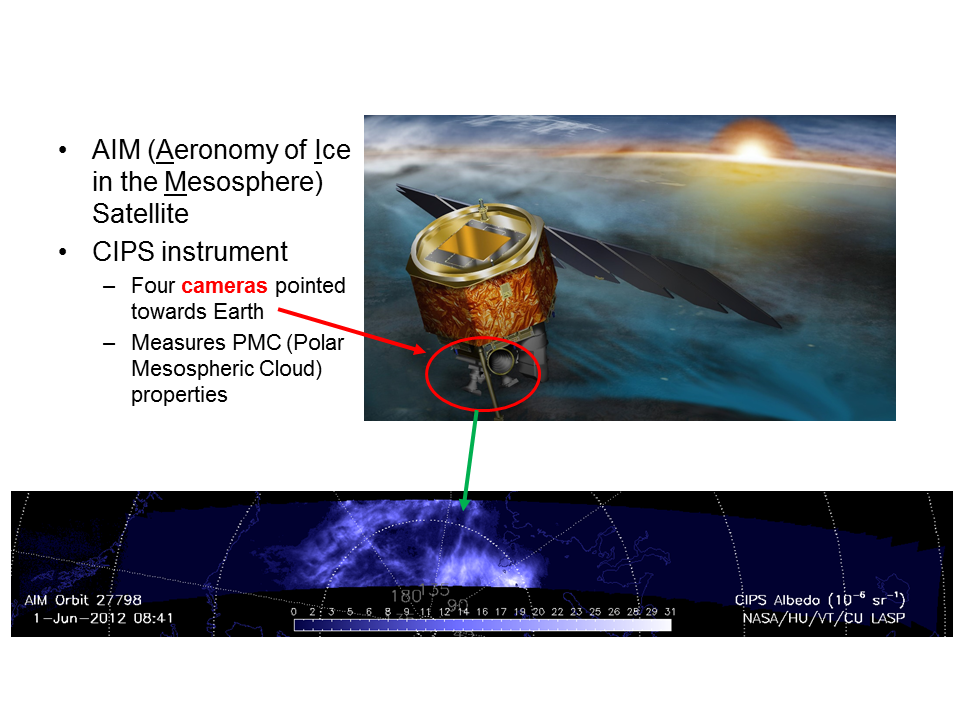 • AIM (Aeronomy of Ice
in the Mesosphere)
Satellite
• CIPS instrument
– Four cameras pointed
towards Earth
– Measures PMC (Polar
Mesospheric Cloud)
properties
180 135
90
AIM Orbit 27798
1-Jun-2012 08:41
0 2 3 5 6 8 9 11 12 14 16 17 19 20 22 23 25 26 28 29 31
CIPS Albedo (10⁻⁶ sr⁻¹)
NASA/HU/VT/CU LASP